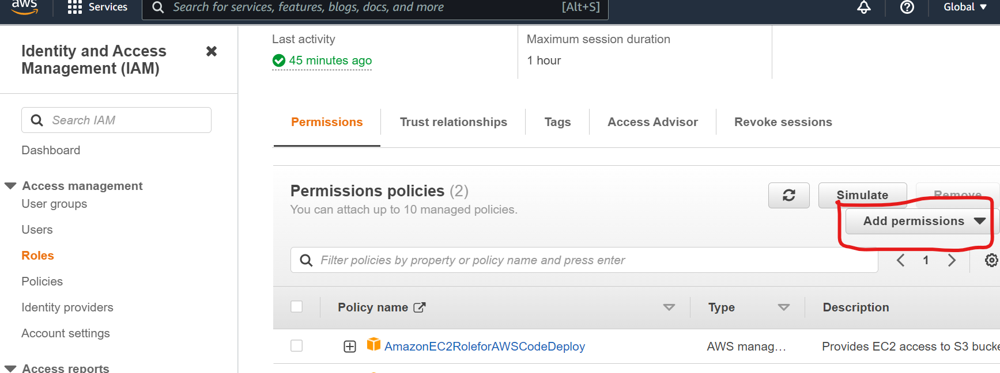 aws Services Search for services, features, blogs, docs, and more [Alt+S] Global
Identity and Access
Management (IAM)
Search IAM
Dashboard
Access management
User groups
Users
Roles
Policies
Identity providers
Account settings
Access reports
Last activity
45 minutes ago
Maximum session duration
1 hour
Permissions Trust relationships Tags Access Advisor Revoke sessions
Permissions policies (2)
You can attach up to 10 managed policies.
Simulate Remove
Add permissions
Filter policies by property or policy name and press enter
1
Policy name Type Description
AmazonEC2RoleforAWSCodeDeploy AWS manag... Provides EC2 access to S3 bucke